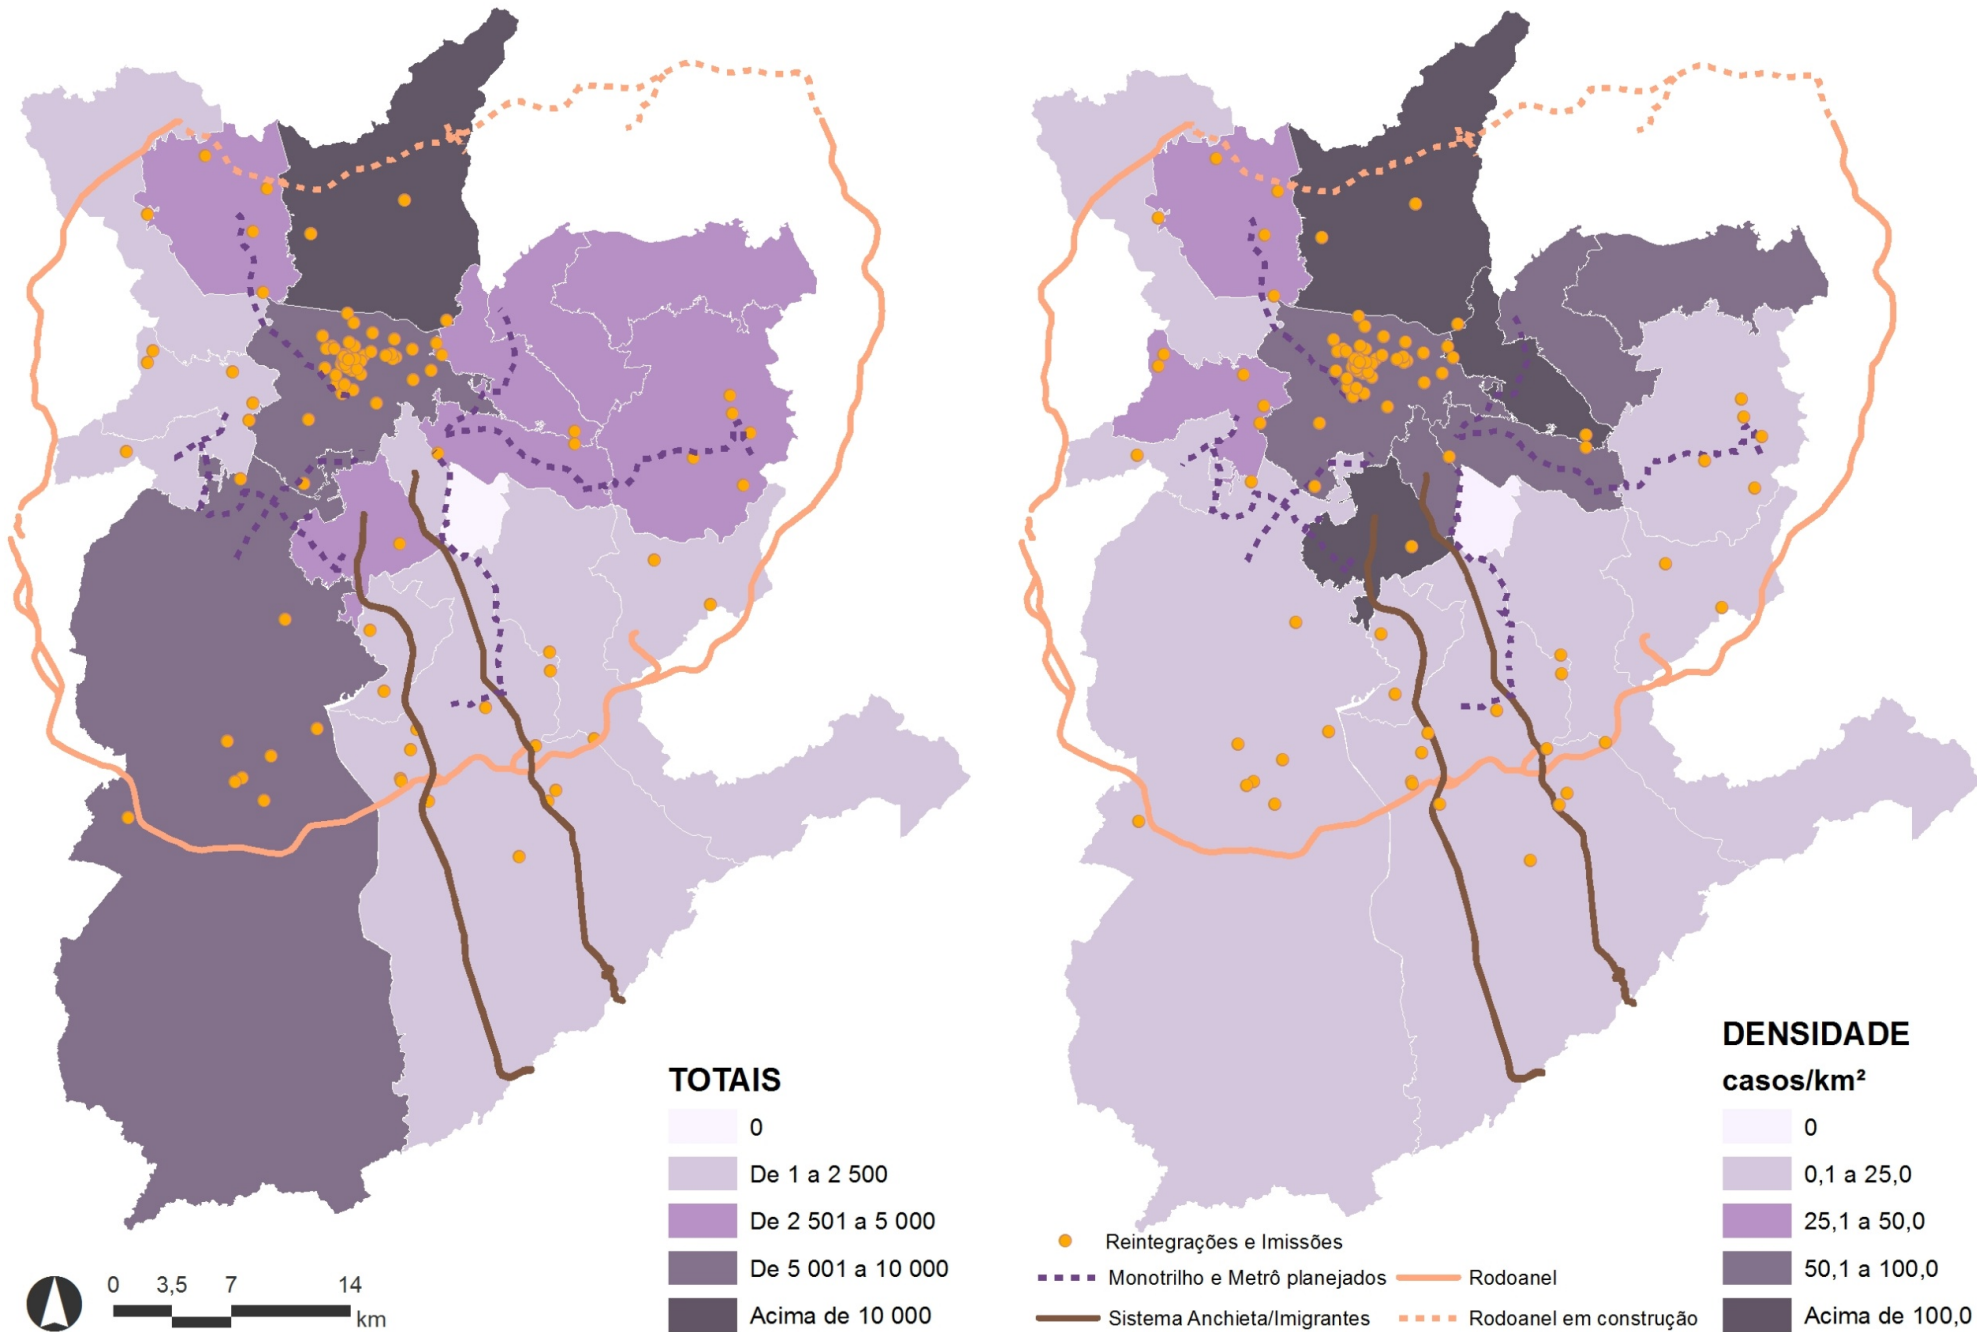 TOTAIS
0
De 1 a 2 500
De 2 501 a 5 000
De 5 001 a 10 000
Acima de 10 000
0 3,5 7 14
km
DENSIDADE
casos/km²
0
0,1 a 25,0
25,1 a 50,0
50,1 a 100,0
Acima de 100,0
Reintegrações e Imissões
Monotrilho e Metrô planejados
Rodoanel
Sistema Anchieta/Imigrantes
Rodoanel em construção